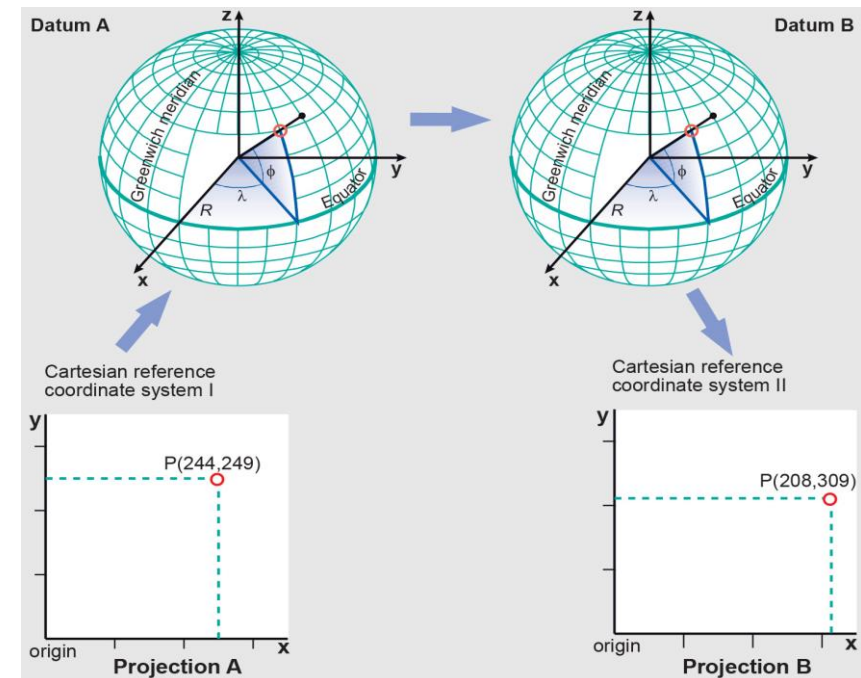 Datum A
z
Greenwich meridian
y
ϕ
λ
R
Equator
x
Datum B
z
Greenwich meridian
y
ϕ
λ
R
Equator
x
Cartesian reference
coordinate system I
y
P(244,249)
origin
x
Projection A
Cartesian reference
coordinate system II
y
P(208,309)
origin
x
Projection B